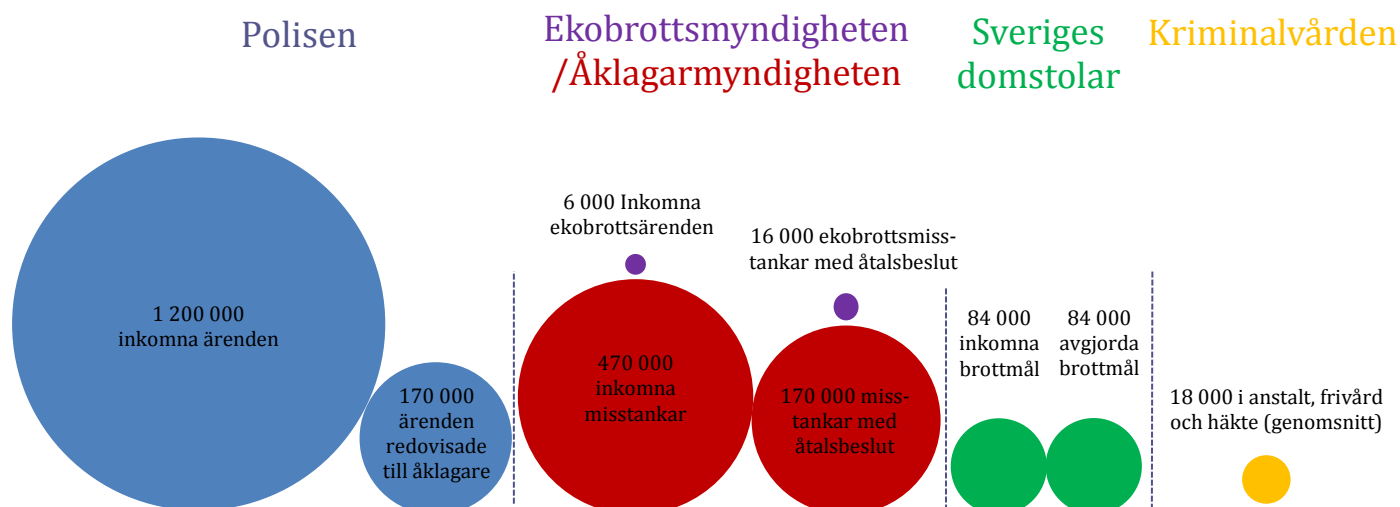 Polisen
Ekobrottsmyndigheten
/Åklagarmyndigheten
Sveriges
domstolar
Kriminalvården
1 200 000
inkomna ärenden
170 000
ärenden
redovisade
till åklagare
6 000 Inkomna
ekobrottsärenden
470 000
inkomna
misstankar
16 000 ekobrottsmiss-
tankar med åtalsbeslut
170 000 miss-
tankar med
åtalsbeslut
84 000
inkomna
brottmål
84 000
avgjorda
brottmål
18 000 i anstalt, frivård
och häkte (genomsnitt)